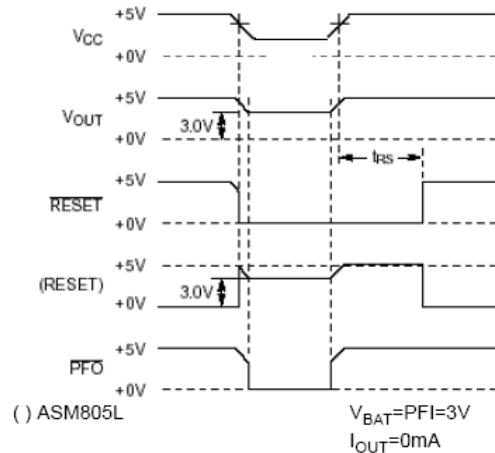 +5V
VCC
+0V
+5V
VOUT
3.0V
+0V
tRS
+5V
RESET
+0V
+5V
(RESET)
3.0V
+0V
+5V
PFO
+0V
( ) ASM805L
VBAT=PFI=3V
IOUT=0mA